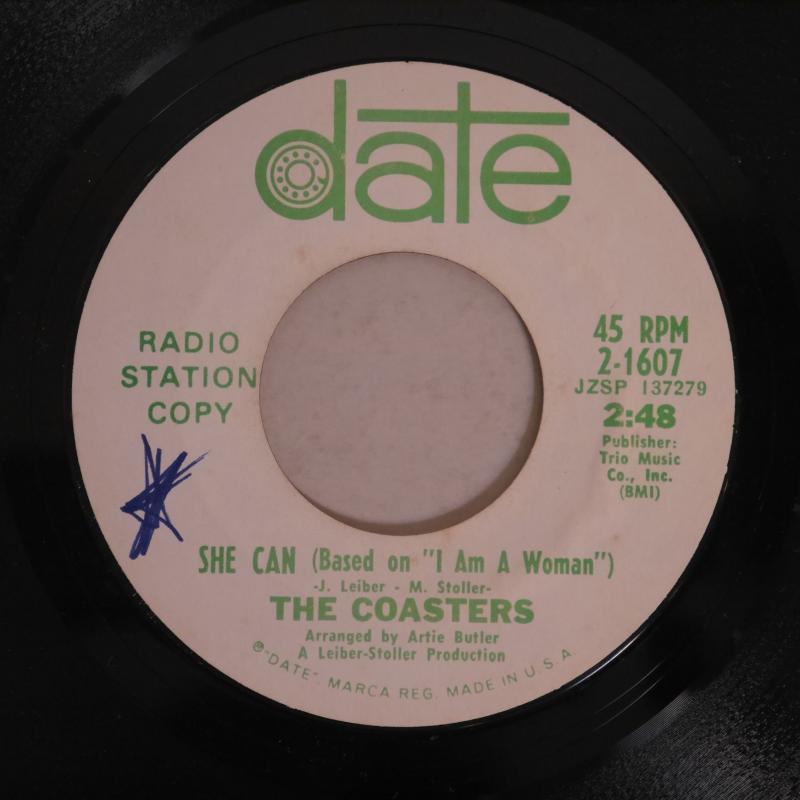 date
RADIO
STATION
COPY
45 RPM
2-1607
JZSP 137279
2:48
Publisher:
Trio Music
Co., Inc.
(BMI)
SHE CAN (Based on "I Am A Woman")
-J. Leiber - M. Stoller-
THE COASTERS
Arranged by Artie Butler
A Leiber-Stoller Production
℗"DATE". MARCA REG. MADE IN U.S.A.